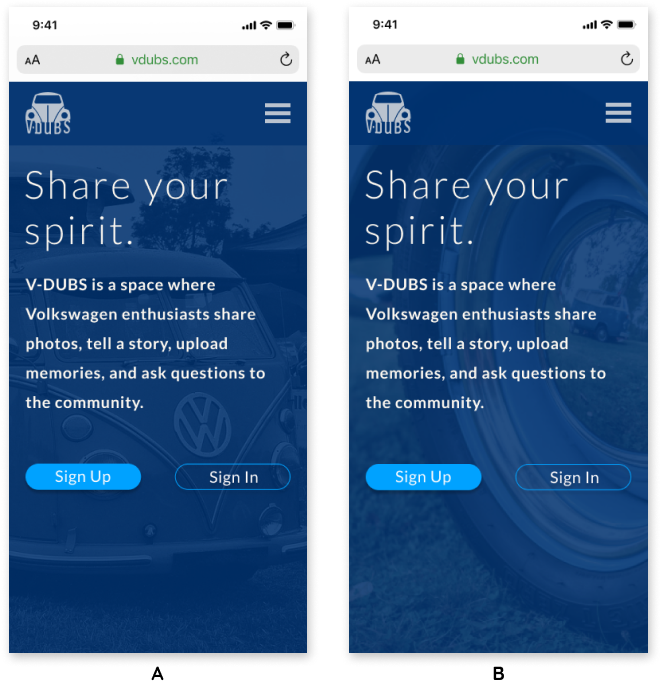 9:41
AA vdubs.com
V-DUBS
Share your
spirit.
V-DUBS is a space where
Volkswagen enthusiasts share
photos, tell a story, upload
memories, and ask questions to
the community.
Sign Up Sign In
A
9:41
AA vdubs.com
V-DUBS
Share your
spirit.
V-DUBS is a space where
Volkswagen enthusiasts share
photos, tell a story, upload
memories, and ask questions to
the community.
Sign Up Sign In
B